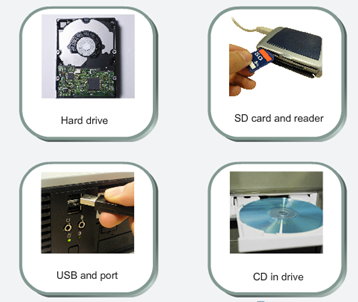 Hard drive
SD card and reader
USB and port
CD in drive